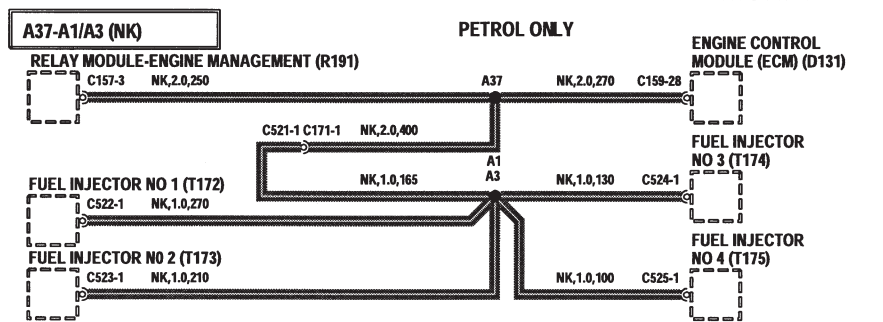 A37-A1/A3 (NK)
PETROL ONLY
RELAY MODULE-ENGINE MANAGEMENT (R191)
ENGINE CONTROL
MODULE (ECM) (D131)
C157-3 NK,2.0,250 A37 NK,2.0,270 C159-28
C521-1 C171-1 NK,2.0,400
FUEL INJECTOR
NO 3 (T174)
A1
A3
NK,1.0,165 NK,1.0,130 C524-1
FUEL INJECTOR NO 1 (T172)
C522-1 NK,1.0,270
FUEL INJECTOR
NO 4 (T175)
FUEL INJECTOR N0 2 (T173)
C523-1 NK,1.0,210 NK,1.0,100 C525-1